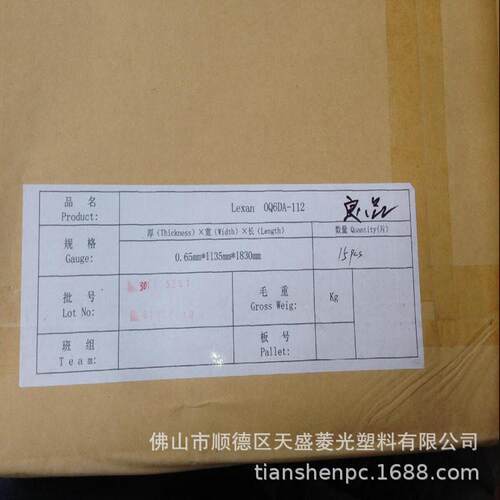 品 名 Lexan OQ6DA-112 良品
Product:
规 格 厚(Thickness)×宽(Width)×长(Length) 数量 Quantity(片)
Gauge: 0.65mm*1135mm*1830mm 15pcs
批 号 毛 重 Kg
Lot No: Gross Weig:
班 组 板 号
Team: Pallet:
佛山市顺德区天盛菱光塑料有限公司
tianshenpc.1688.com